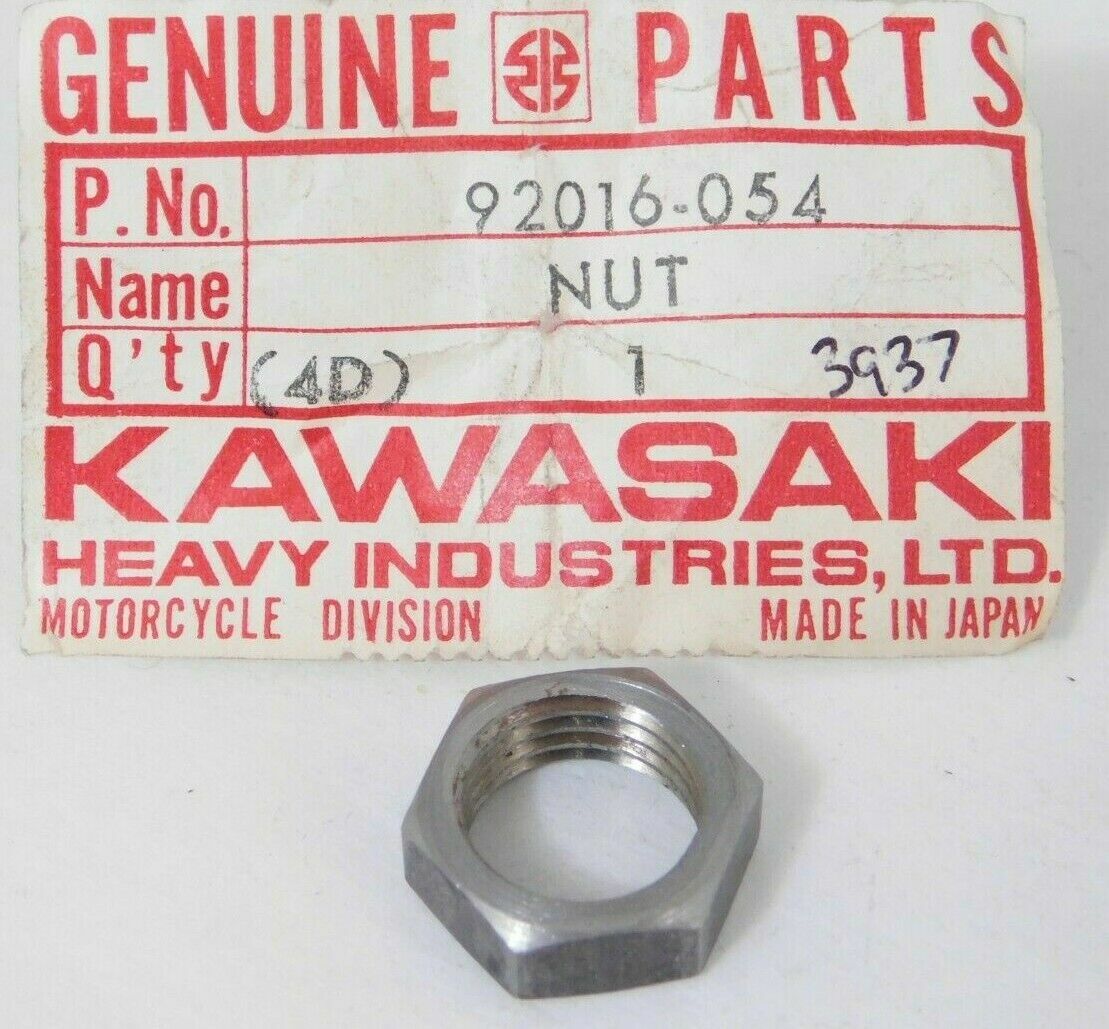 GENUINE PARTS
P. No. 92016-054
Name NUT
Q'ty (4D) 1 3937
KAWASAKI
HEAVY INDUSTRIES, LTD.
MOTORCYCLE DIVISION MADE IN JAPAN